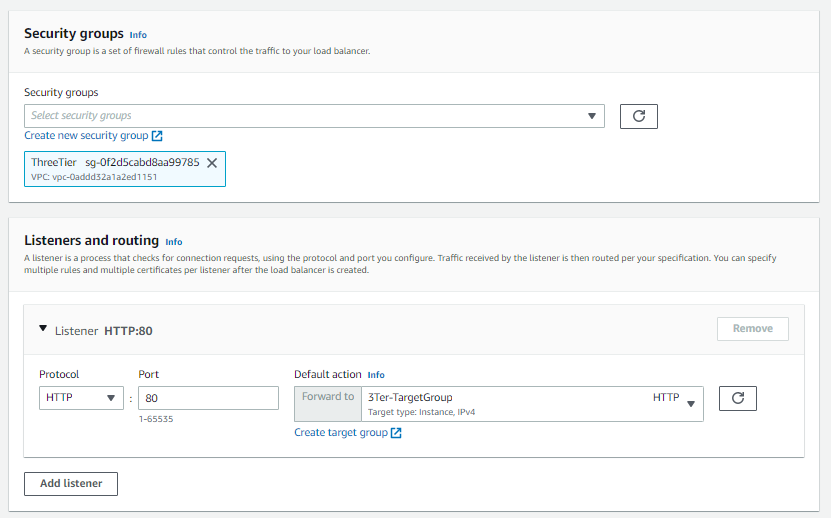 Security groups Info
A security group is a set of firewall rules that control the traffic to your load balancer.
Security groups
Select security groups
Create new security group
ThreeTier sg-0f2d5cabd8aa99785
VPC: vpc-0addd32a1a2ed1151
Listeners and routing Info
A listener is a process that checks for connection requests, using the protocol and port you configure. Traffic received by the listener is then routed per your specification. You can specify
multiple rules and multiple certificates per listener after the load balancer is created.
Listener HTTP:80
Remove
Protocol Port Default action Info
HTTP : 80 Forward to 3Ter-TargetGroup HTTP
Target type: Instance, IPv4
1-65535
Create target group
Add listener